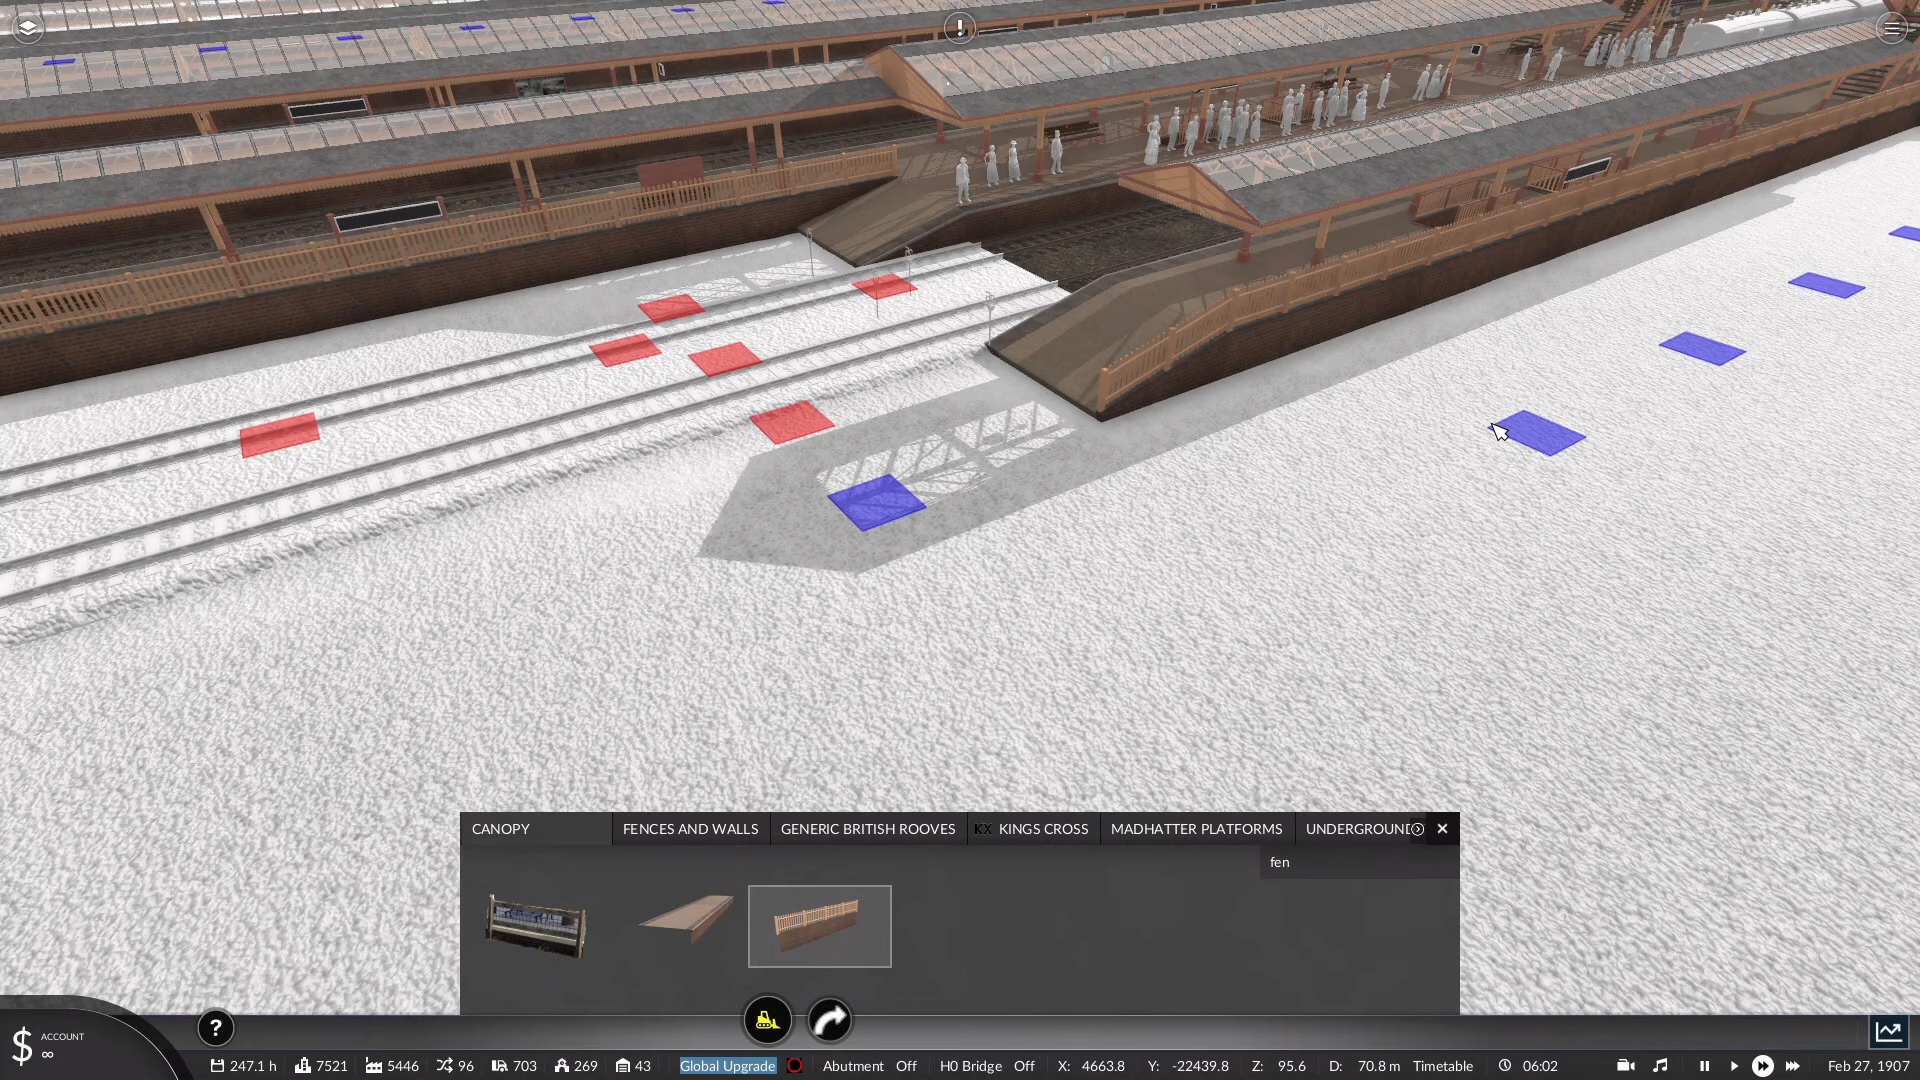 CANOPY FENCES AND WALLS GENERIC BRITISH ROOVES KX KINGS CROSS MADHATTER PLATFORMS UNDERGROUND
fen
?
$ ACCOUNT
∞
247.1 h 7521 5446 96 703 269 43 Global Upgrade Abutment Off H0 Bridge Off X: 4663.8 Y: -22439.8 Z: 95.6 D: 70.8 m Timetable 06:02 Feb 27, 1907